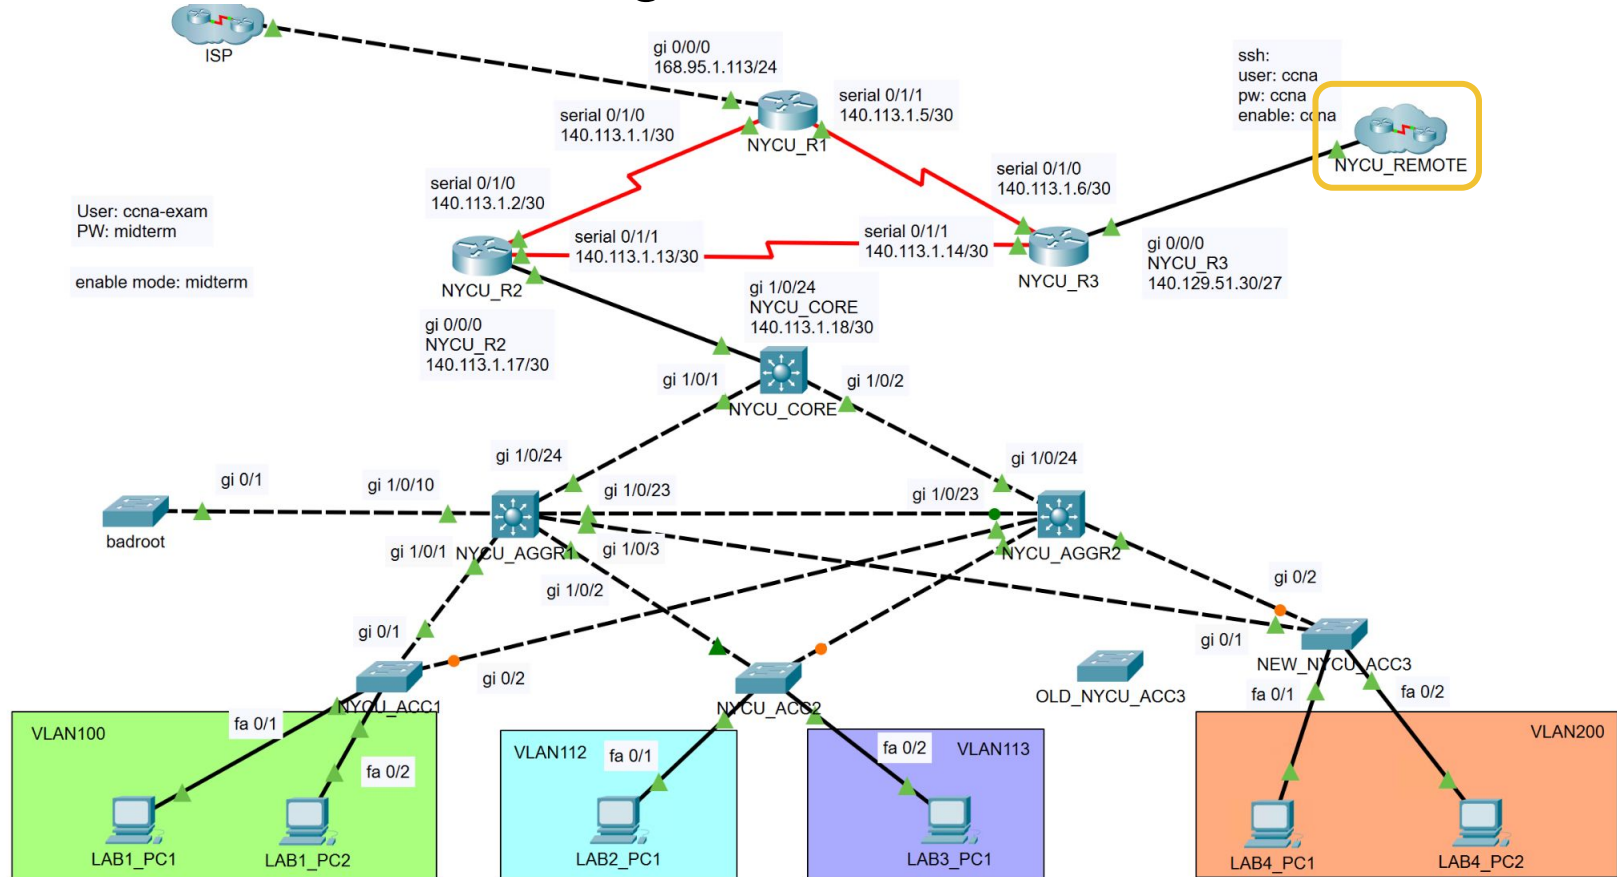 ISP
gi 0/0/0
168.95.1.113/24
serial 0/1/0
140.113.1.1/30
serial 0/1/1
140.113.1.5/30
NYCU_R1
ssh:
user: ccna
pw: ccna
enable: ccna
NYCU_REMOTE
User: ccna-exam
PW: midterm
enable mode: midterm
serial 0/1/0
140.113.1.2/30
serial 0/1/1
140.113.1.13/30
NYCU_R2
serial 0/1/0
140.113.1.6/30
serial 0/1/1
140.113.1.14/30
NYCU_R3
gi 0/0/0
NYCU_R3
140.129.51.30/27
gi 0/0/0
NYCU_R2
140.113.1.17/30
gi 1/0/24
NYCU_CORE
140.113.1.18/30
gi 1/0/1
gi 1/0/2
NYCU_CORE
gi 1/0/24
gi 1/0/24
gi 0/1
gi 1/0/10
gi 1/0/23
gi 1/0/23
badroot
gi 1/0/1
NYCU_AGGR1
gi 1/0/3
NYCU_AGGR2
gi 1/0/2
gi 0/2
gi 0/1
gi 0/1
gi 0/2
NYCU_ACC1
NYCU_ACC2
OLD_NYCU_ACC3
NEW_NYCU_ACC3
VLAN100
fa 0/1
fa 0/2
LAB1_PC1
LAB1_PC2
VLAN112
fa 0/1
LAB2_PC1
fa 0/2
VLAN113
LAB3_PC1
fa 0/1
fa 0/2
VLAN200
LAB4_PC1
LAB4_PC2